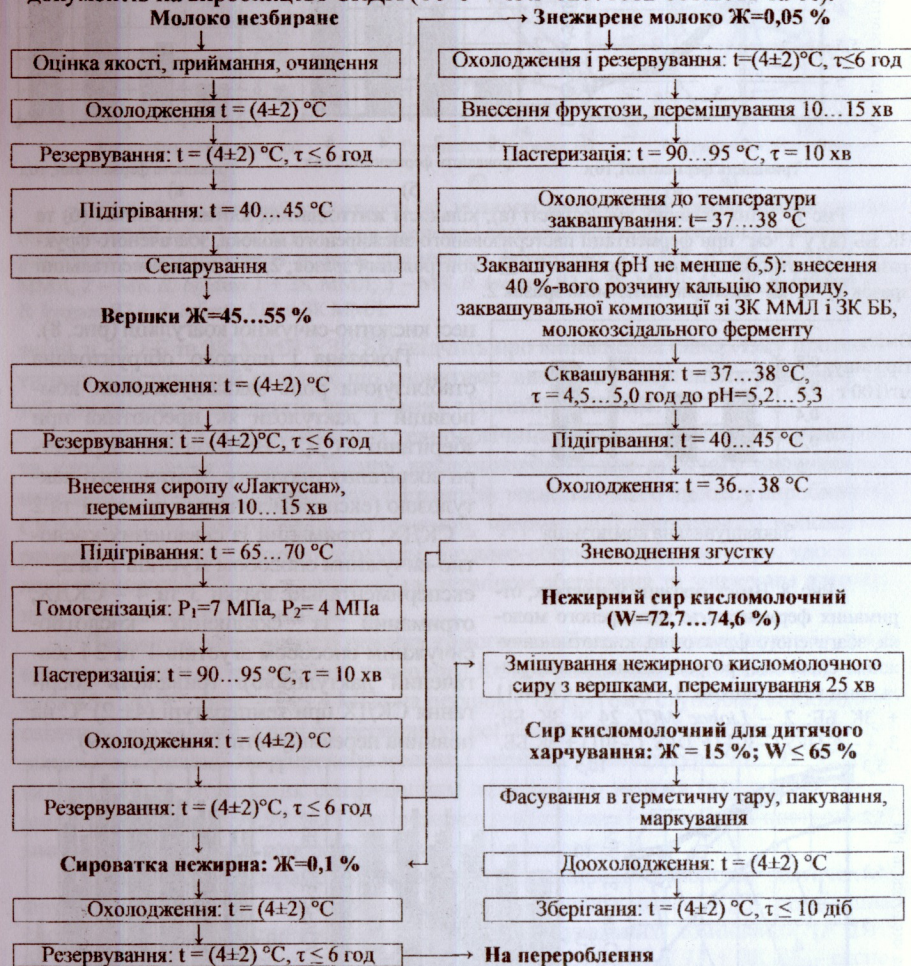 Молоко незбиране
Оцінка якості, приймання, очищення
Охолодження t = (4±2) °С
Резервування: t = (4±2) °С, τ ≤ 6 год
Підігрівання: t = 40...45 °С
Сепарування
Вершки Ж=45...55 %
Охолодження: t = (4±2) °С
Резервування: t = (4±2)°С, τ ≤ 6 год
Внесення сиропу «Лактусан»,
перемішування 10...15 хв
Підігрівання: t = 65...70 °С
Гомогенізація: P₁=7 МПа, P₂= 4 МПа
Пастеризація: t = 90...95 °С, τ = 10 хв
Охолодження: t = (4±2) °С
Резервування: t = (4±2)°С, τ ≤ 6 год
Сироватка нежирна: Ж=0,1 %
Охолодження: t = (4±2) °С
Резервування: t = (4±2) °С, τ ≤ 6 год
Знежирене молоко Ж=0,05 %
Охолодження і резервування: t=(4±2)°С, τ≤6 год
Внесення фруктози, перемішування 10...15 хв
Пастеризація: t = 90...95 °С, τ = 10 хв
Охолодження до температури
заквашування: t= 37...38 °С
Заквашування (рН не менше 6,5): внесення
40 %-вого розчину кальцію хлориду,
заквашувальної композиції зі ЗК ММЛ і ЗК ББ,
молокозсідального ферменту
Сквашування: t = 37...38 °С,
τ = 4,5...5,0 год до рН=5,2...5,3
Підігрівання: t = 40...45 °С
Охолодження: t = 36...38 °С
Зневоднення згустку
Нежирний сир кисломолочний
(W=72,7...74,6 %)
Змішування нежирного кисломолочного
сиру з вершками, перемішування 25 хв
Сир кисломолочний для дитячого
харчування: Ж = 15 %; W ≤ 65 %
Фасування в герметичну тару, пакування,
маркування
Доохолодження: t = (4±2) °С
Зберігання: t = (4±2) °С, τ ≤ 10 діб
На перероблення